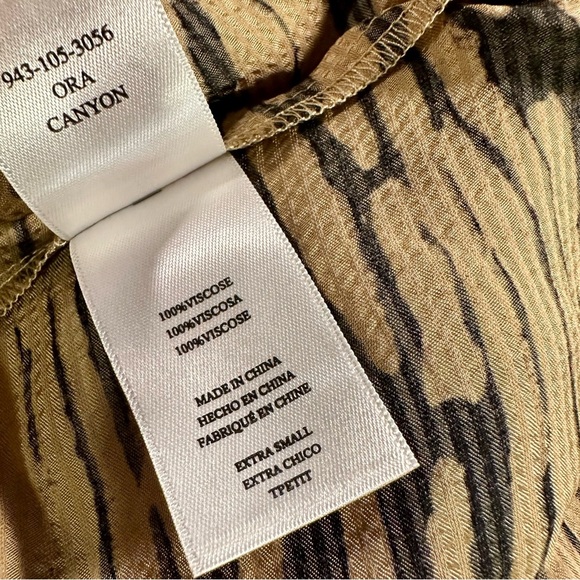 943-105-3056
ORA
CANYON
100%VISCOSE
100%VISCOSA
100%VISCOSE
MADE IN CHINA
HECHO EN CHINA
FABRIQUÉ EN CHINE
EXTRA SMALL
EXTRA CHICO
TPETIT